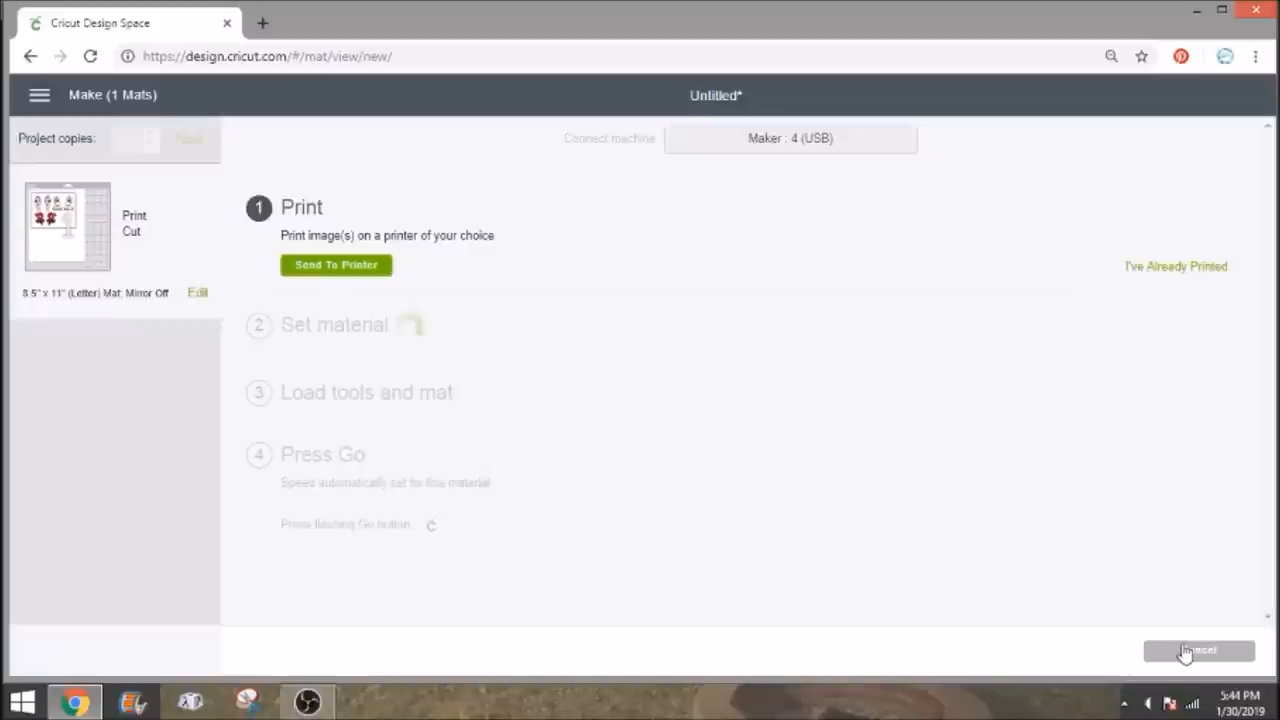 Cricut Design Space
https://design.cricut.com/#/mat/view/new/
Make (1 Mats)
Untitled*
Project copies:
Connect machine
Maker : 4 (USB)
Print
Cut
8.5" x 11" (Letter) Mat: Mirror Off
Edit
1 Print
Print image(s) on a printer of your choice
Send To Printer
I've Already Printed
2 Set material
3 Load tools and mat
4 Press Go
Speed automatically set for this material
Press flashing Go button
5:44 PM
1/30/2019